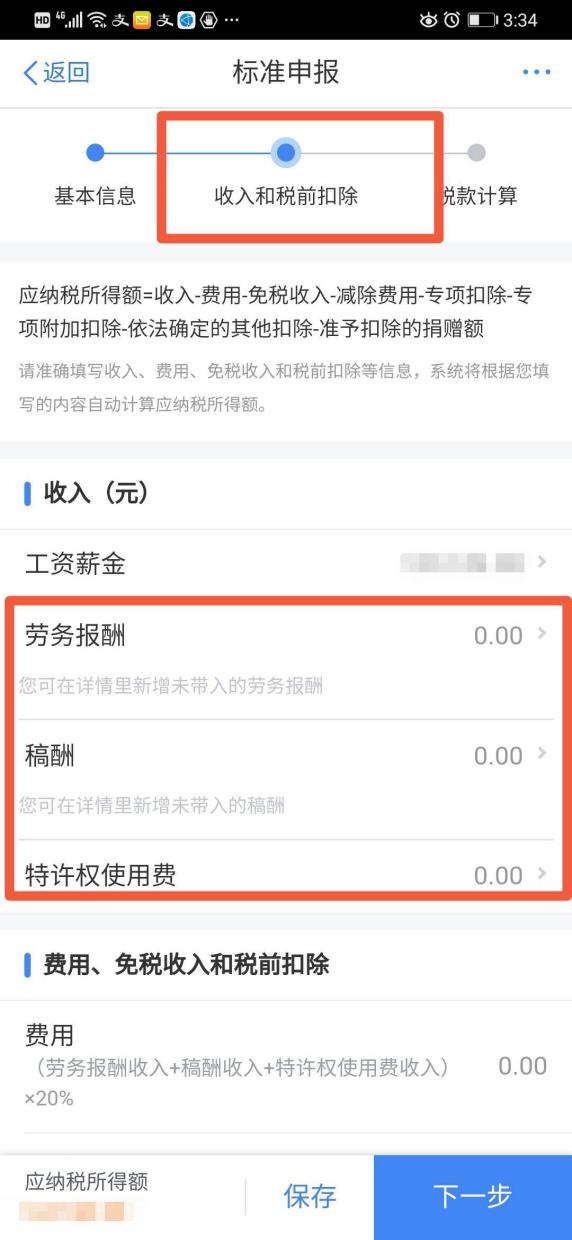 HD 4G 支 支 ... 3:34
返回 标准申报 ...
基本信息 收入和税前扣除 税款计算
应纳税所得额=收入-费用-免税收入-减除费用-专项扣除-专
项附加扣除-依法确定的其他扣除-准予扣除的捐赠额
请准确填写收入、费用、免税收入和税前扣除等信息，系统将根据您填
写的内容自动计算应纳税所得额。
收入（元）
工资薪金
劳务报酬 0.00
您可在详情里新增未带入的劳务报酬
稿酬 0.00
您可在详情里新增未带入的稿酬
特许权使用费 0.00
费用、免税收入和税前扣除
费用
（劳务报酬收入+稿酬收入+特许权使用费收入） 0.00
×20%
应纳税所得额
保存 下一步